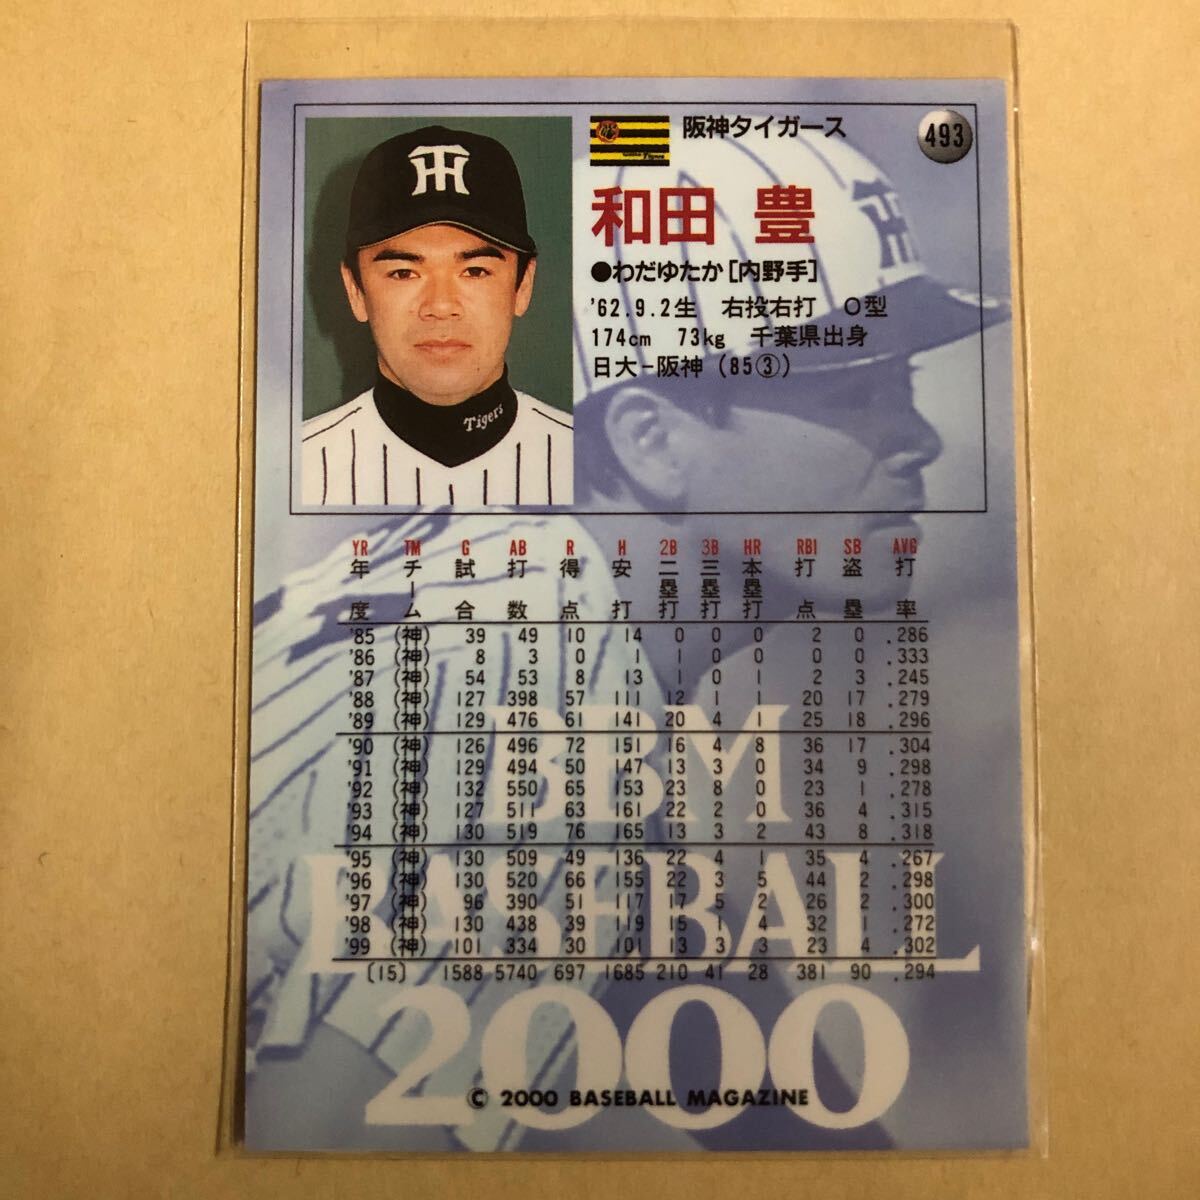 阪神タイガース
493
和田 豊
●わだゆたか[内野手]
'62.9.2生 右投右打 O型
174cm 73kg 千葉県出身
日大-阪神 (85③)
Tigers
YR TM G AB R H 2B 3B HR RBI SB AVG
年度 チーム 試合 打数 得点 安打 二塁打 三塁打 本塁打 打点 盗塁 打率
'85 (神) 39 49 10 14 0 0 0 2 0 .286
'86 (神) 8 3 0 1 1 0 0 0 0 .333
'87 (神) 54 53 8 13 1 0 1 2 3 .245
'88 (神) 127 398 57 111 12 1 1 20 17 .279
'89 (神) 129 476 61 141 20 4 1 25 18 .296
'90 (神) 126 496 72 151 16 4 8 36 17 .304
'91 (神) 129 494 50 147 13 3 0 34 9 .298
'92 (神) 132 550 65 153 23 8 0 23 1 .278
'93 (神) 127 511 63 161 22 2 0 36 4 .315
'94 (神) 130 519 76 165 13 3 2 43 8 .318
'95 (神) 130 509 49 136 22 4 1 35 4 .267
'96 (神) 130 520 66 155 22 3 5 44 2 .298
'97 (神) 96 390 51 117 17 5 2 26 2 .300
'98 (神) 130 438 39 119 15 1 4 32 1 .272
'99 (神) 101 334 30 101 13 3 3 23 4 .302
(15) 1588 5740 697 1685 210 41 28 381 90 .294
BBM
BASEBALL
2000
© 2000 BASEBALL MAGAZINE